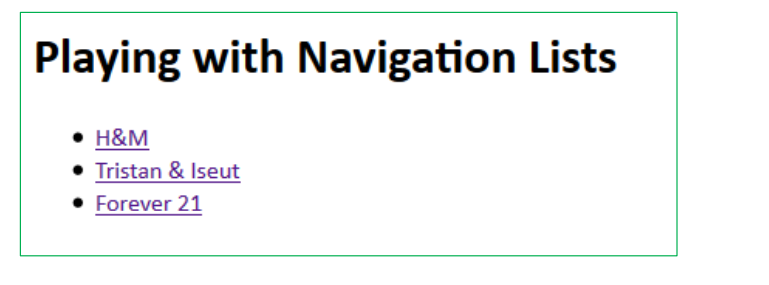 Playing with Navigation Lists
H&M
Tristan & Iseut
Forever 21